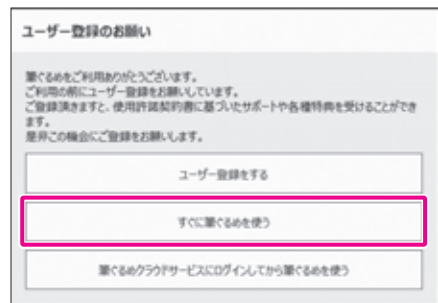 ユーザー登録のお願い
筆ぐるめをご利用ありがとうございます。
ご利用の前にユーザー登録をお願いしています。
ご登録頂きますと、使用許諾契約書に基づいたサポートや各種特典を受けることができ
ます。
是非この機会にご登録をお願いします。
ユーザー登録をする
すぐに筆ぐるめを使う
筆ぐるめクラウドサービスにログインしてから筆ぐるめを使う